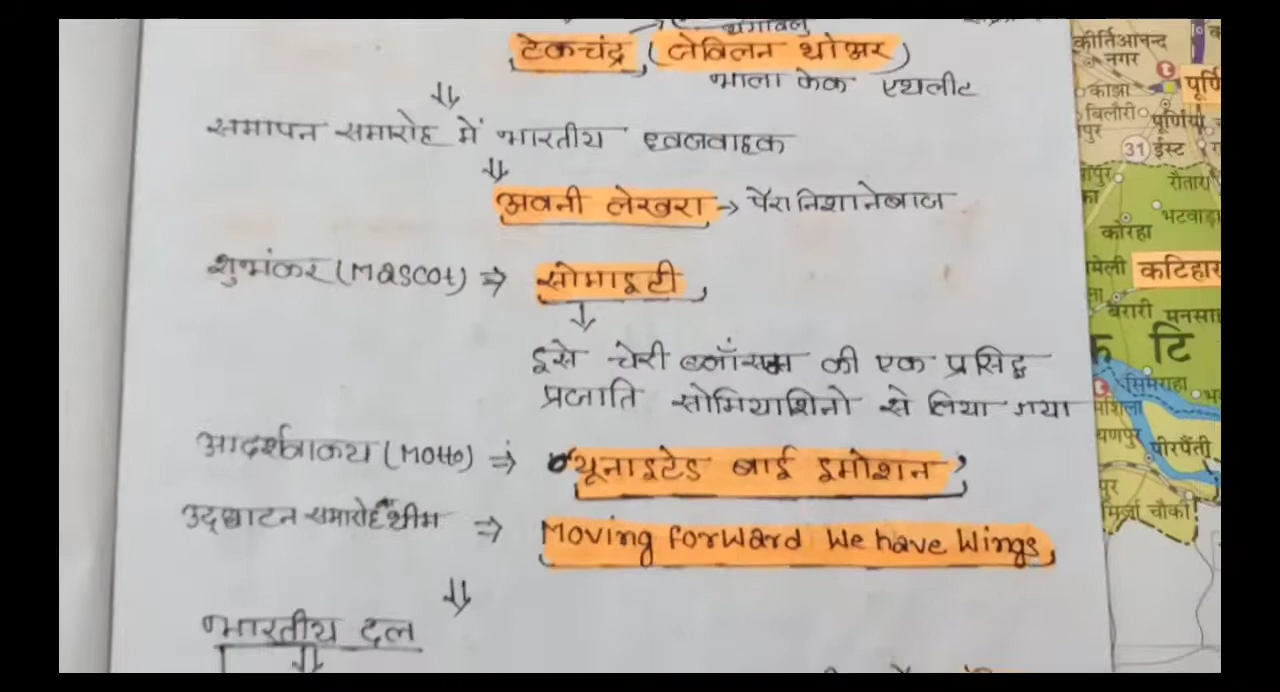 थंगावेलु
टेकचंद्र (जेविलन थ्रोअर)
भाला फेंक एथलीट
समापन समारोह में भारतीय ध्वजवाहक
अवनी लेखरा → पैरा निशानेबाज
शुभंकर (Mascot) ⇒ सोमाइटी
इसे चेरी ब्लॉसम की एक प्रसिद्ध
प्रजाति सोमियाशिनो से लिया गया
आदर्शवाक्य (Motto) ⇒ यूनाइटेड बाई इमोशन
उद्घाटन समारोह थीम ⇒ Moving forward We have Wings
भारतीय दल
कीर्तिआनन्द
नगर
काझा
पूर्णि
बिलौरी
पुर
पूर्णिया
31
ईस्ट
रौतारा
भटवाड़ा
कोरहा
कटिहार
बरारी
मनसा
टि
सिमराहा
पीरपैंती
मिर्जा चौकी